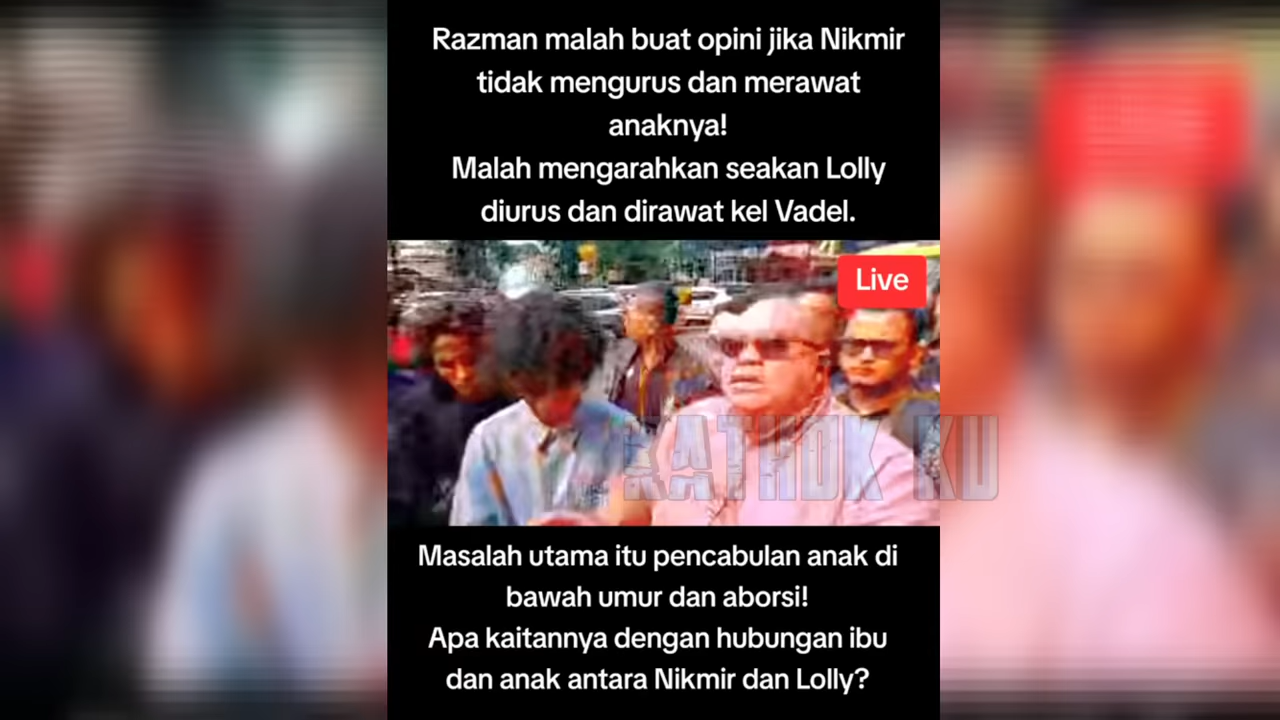 Razman malah buat opini jika Nikmir
tidak mengurus dan merawat
anaknya!
Malah mengarahkan seakan Lolly
diurus dan dirawat kel Vadel.
Live
KATHOK KU
Masalah utama itu pencabulan anak di
bawah umur dan aborsi!
Apa kaitannya dengan hubungan ibu
dan anak antara Nikmir dan Lolly?